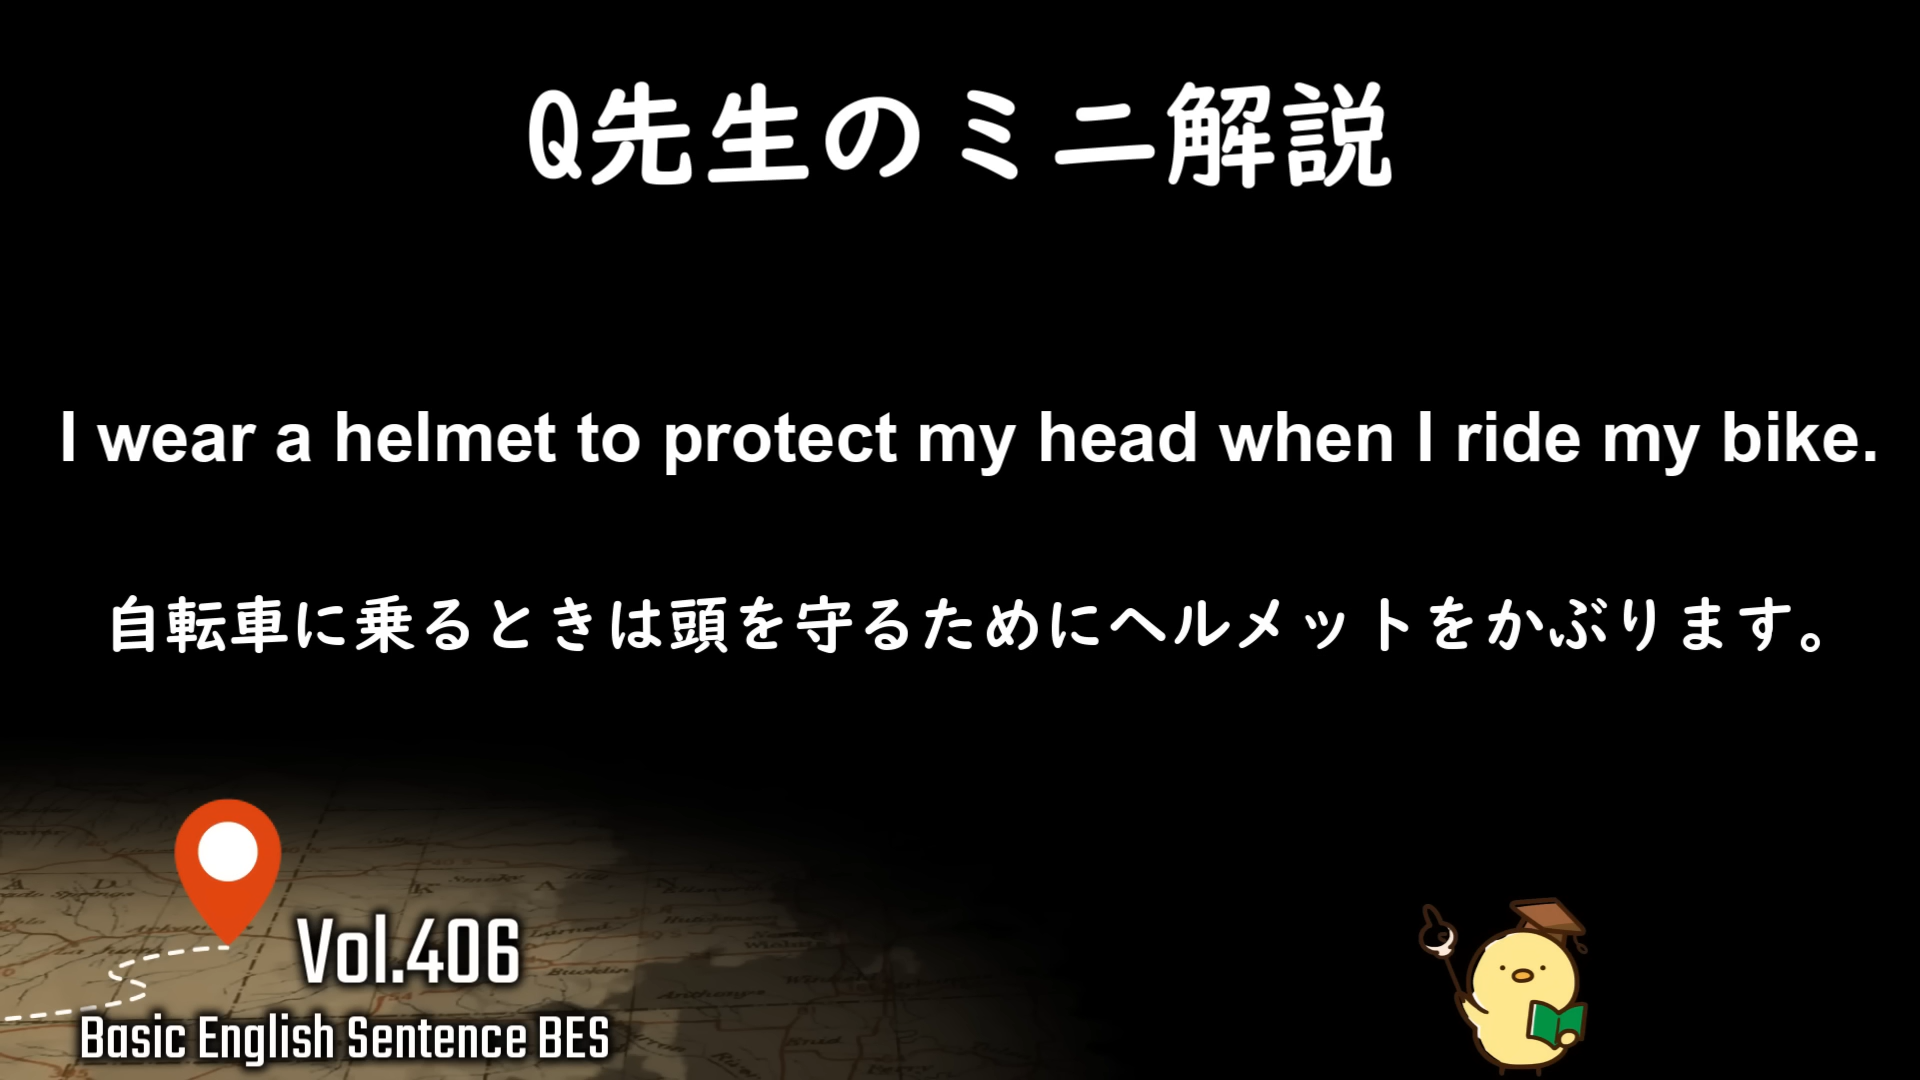 Q先生のミニ解説
I wear a helmet to protect my head when I ride my bike.
自転車に乗るときは頭を守るためにヘルメットをかぶります。
Vol.406
Basic English Sentence BES